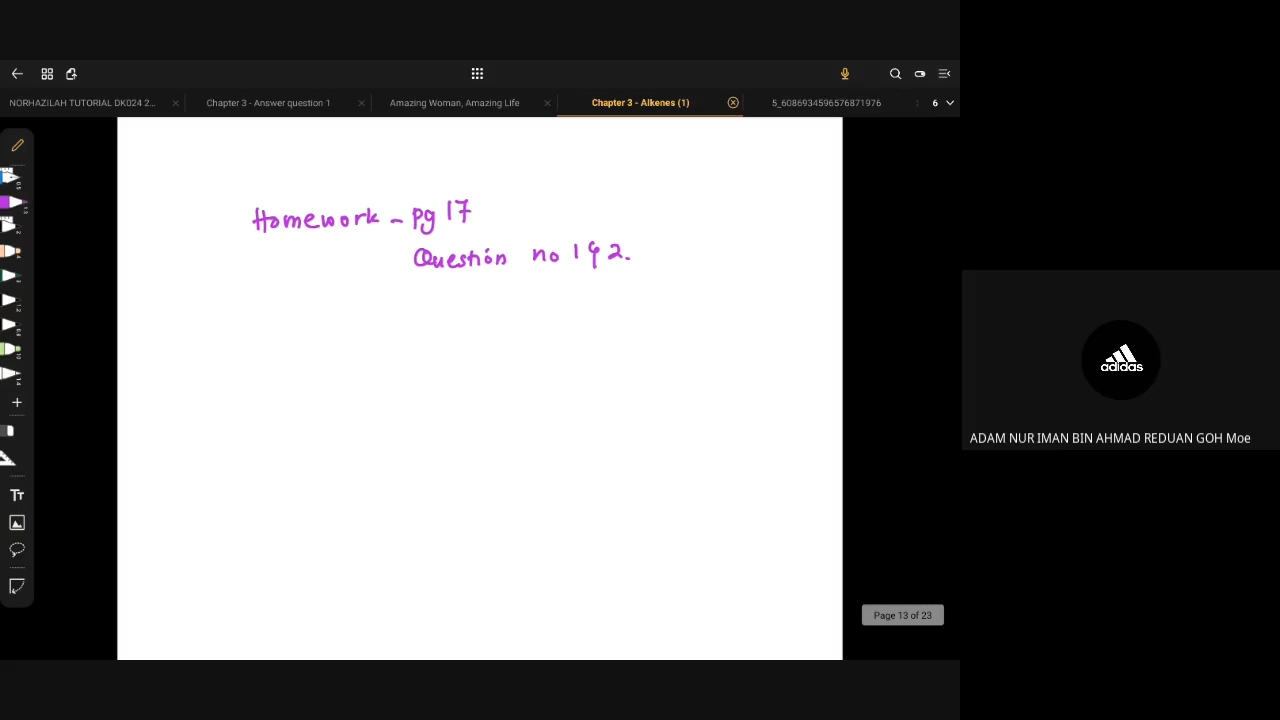 NORHAZILAH TUTORIAL DK024 2...
Chapter 3 - Answer question 1
Amazing Woman, Amazing Life
Chapter 3 - Alkenes (1)
5_6086934596576871976
6
Homework - pg 17
Question no 1 & 2.
Tt
adidas
ADAM NUR IMAN BIN AHMAD REDUAN GOH Moe
Page 13 of 23